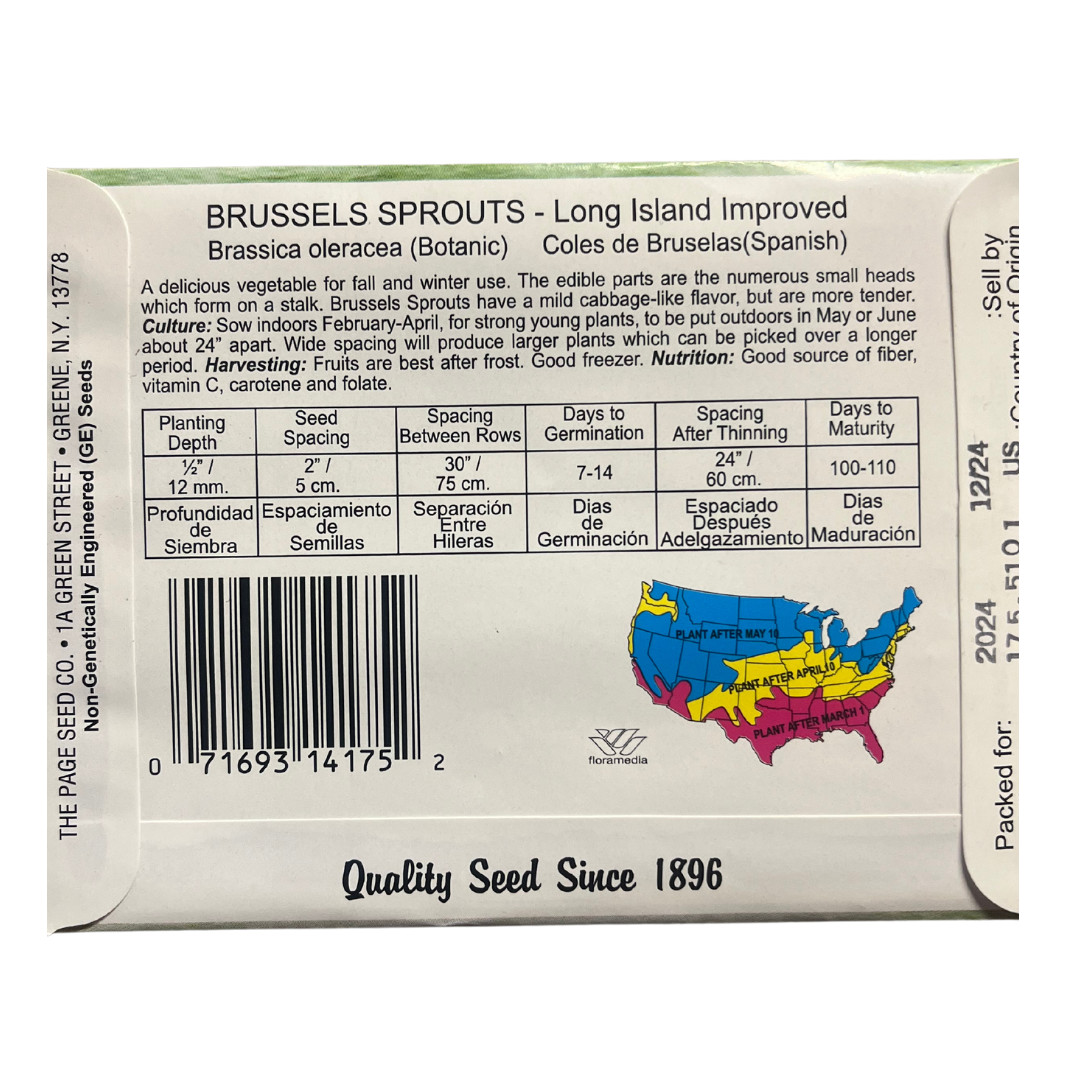 BRUSSELS SPROUTS - Long Island Improved
Brassica oleracea (Botanic) Coles de Bruselas(Spanish)
A delicious vegetable for fall and winter use. The edible parts are the numerous small heads
which form on a stalk. Brussels Sprouts have a mild cabbage-like flavor, but are more tender.
Culture: Sow indoors February-April, for strong young plants, to be put outdoors in May or June
about 24" apart. Wide spacing will produce larger plants which can be picked over a longer
period. Harvesting: Fruits are best after frost. Good freezer. Nutrition: Good source of fiber,
vitamin C, carotene and folate.
Planting
Depth
Seed
Spacing
Spacing
Between Rows
Days to
Germination
Spacing
After Thinning
Days to
Maturity
½" /
12 mm.
2" /
5 cm.
30" /
75 cm.
7-14
24" /
60 cm.
100-110
Profundidad
de
Siembra
Espaciamiento
de
Semillas
Separación
Entre
Hileras
Dias
de
Germinación
Espaciado
Después
Adelgazamiento
Dias
de
Maduración
0 71693 14175 2
floramedia
PLANT AFTER MAY 10
PLANT AFTER APRIL 10
PLANT AFTER MARCH 1
Quality Seed Since 1896
THE PAGE SEED CO. • 1A GREEN STREET • GREENE, N.Y. 13778
Non-Genetically Engineered (GE) Seeds
:Sell by
Country of Origin
12/24
US
2024
17.5 510 1
Packed for: